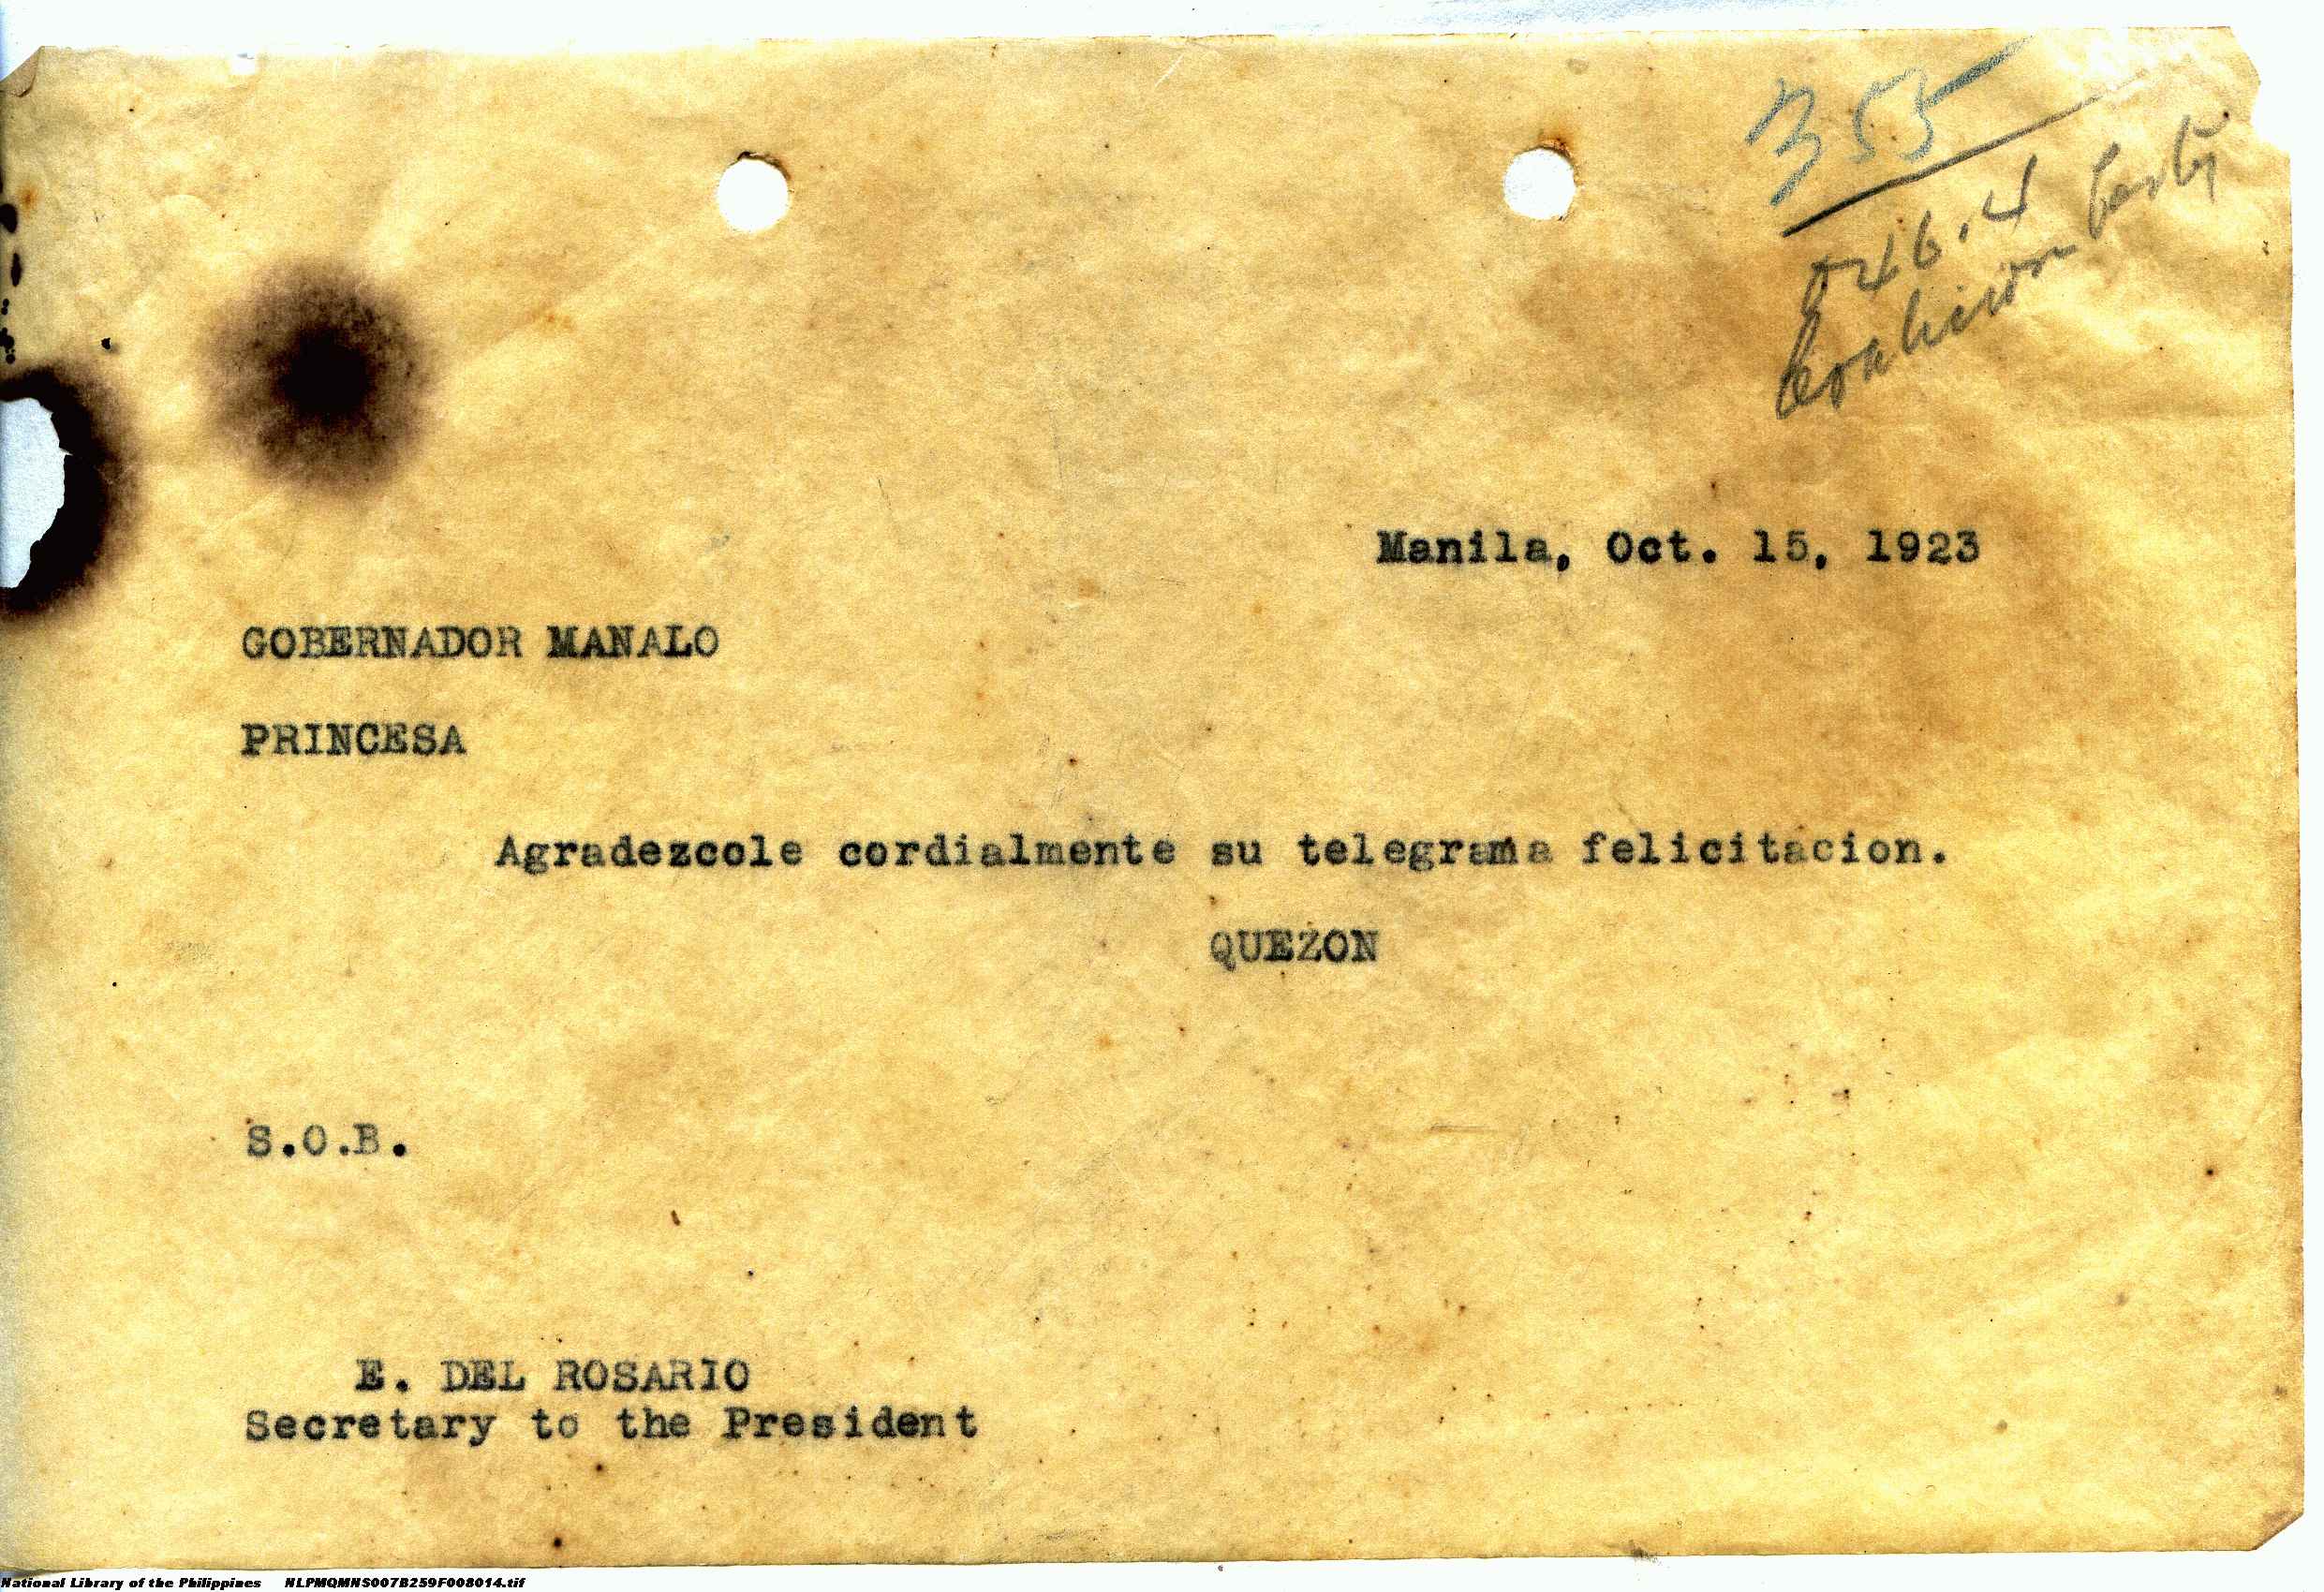 355
Manila, Oct. 15, 1923
GOBERNADOR MANALO
PRINCESA
Agradezcole cordialmente su telegrama felicitacion.
QUEZON
S.O.B.
E. DEL ROSARIO
Secretary to the President
National Library of the Philippines NLPMQMNS007B259F008014.tif